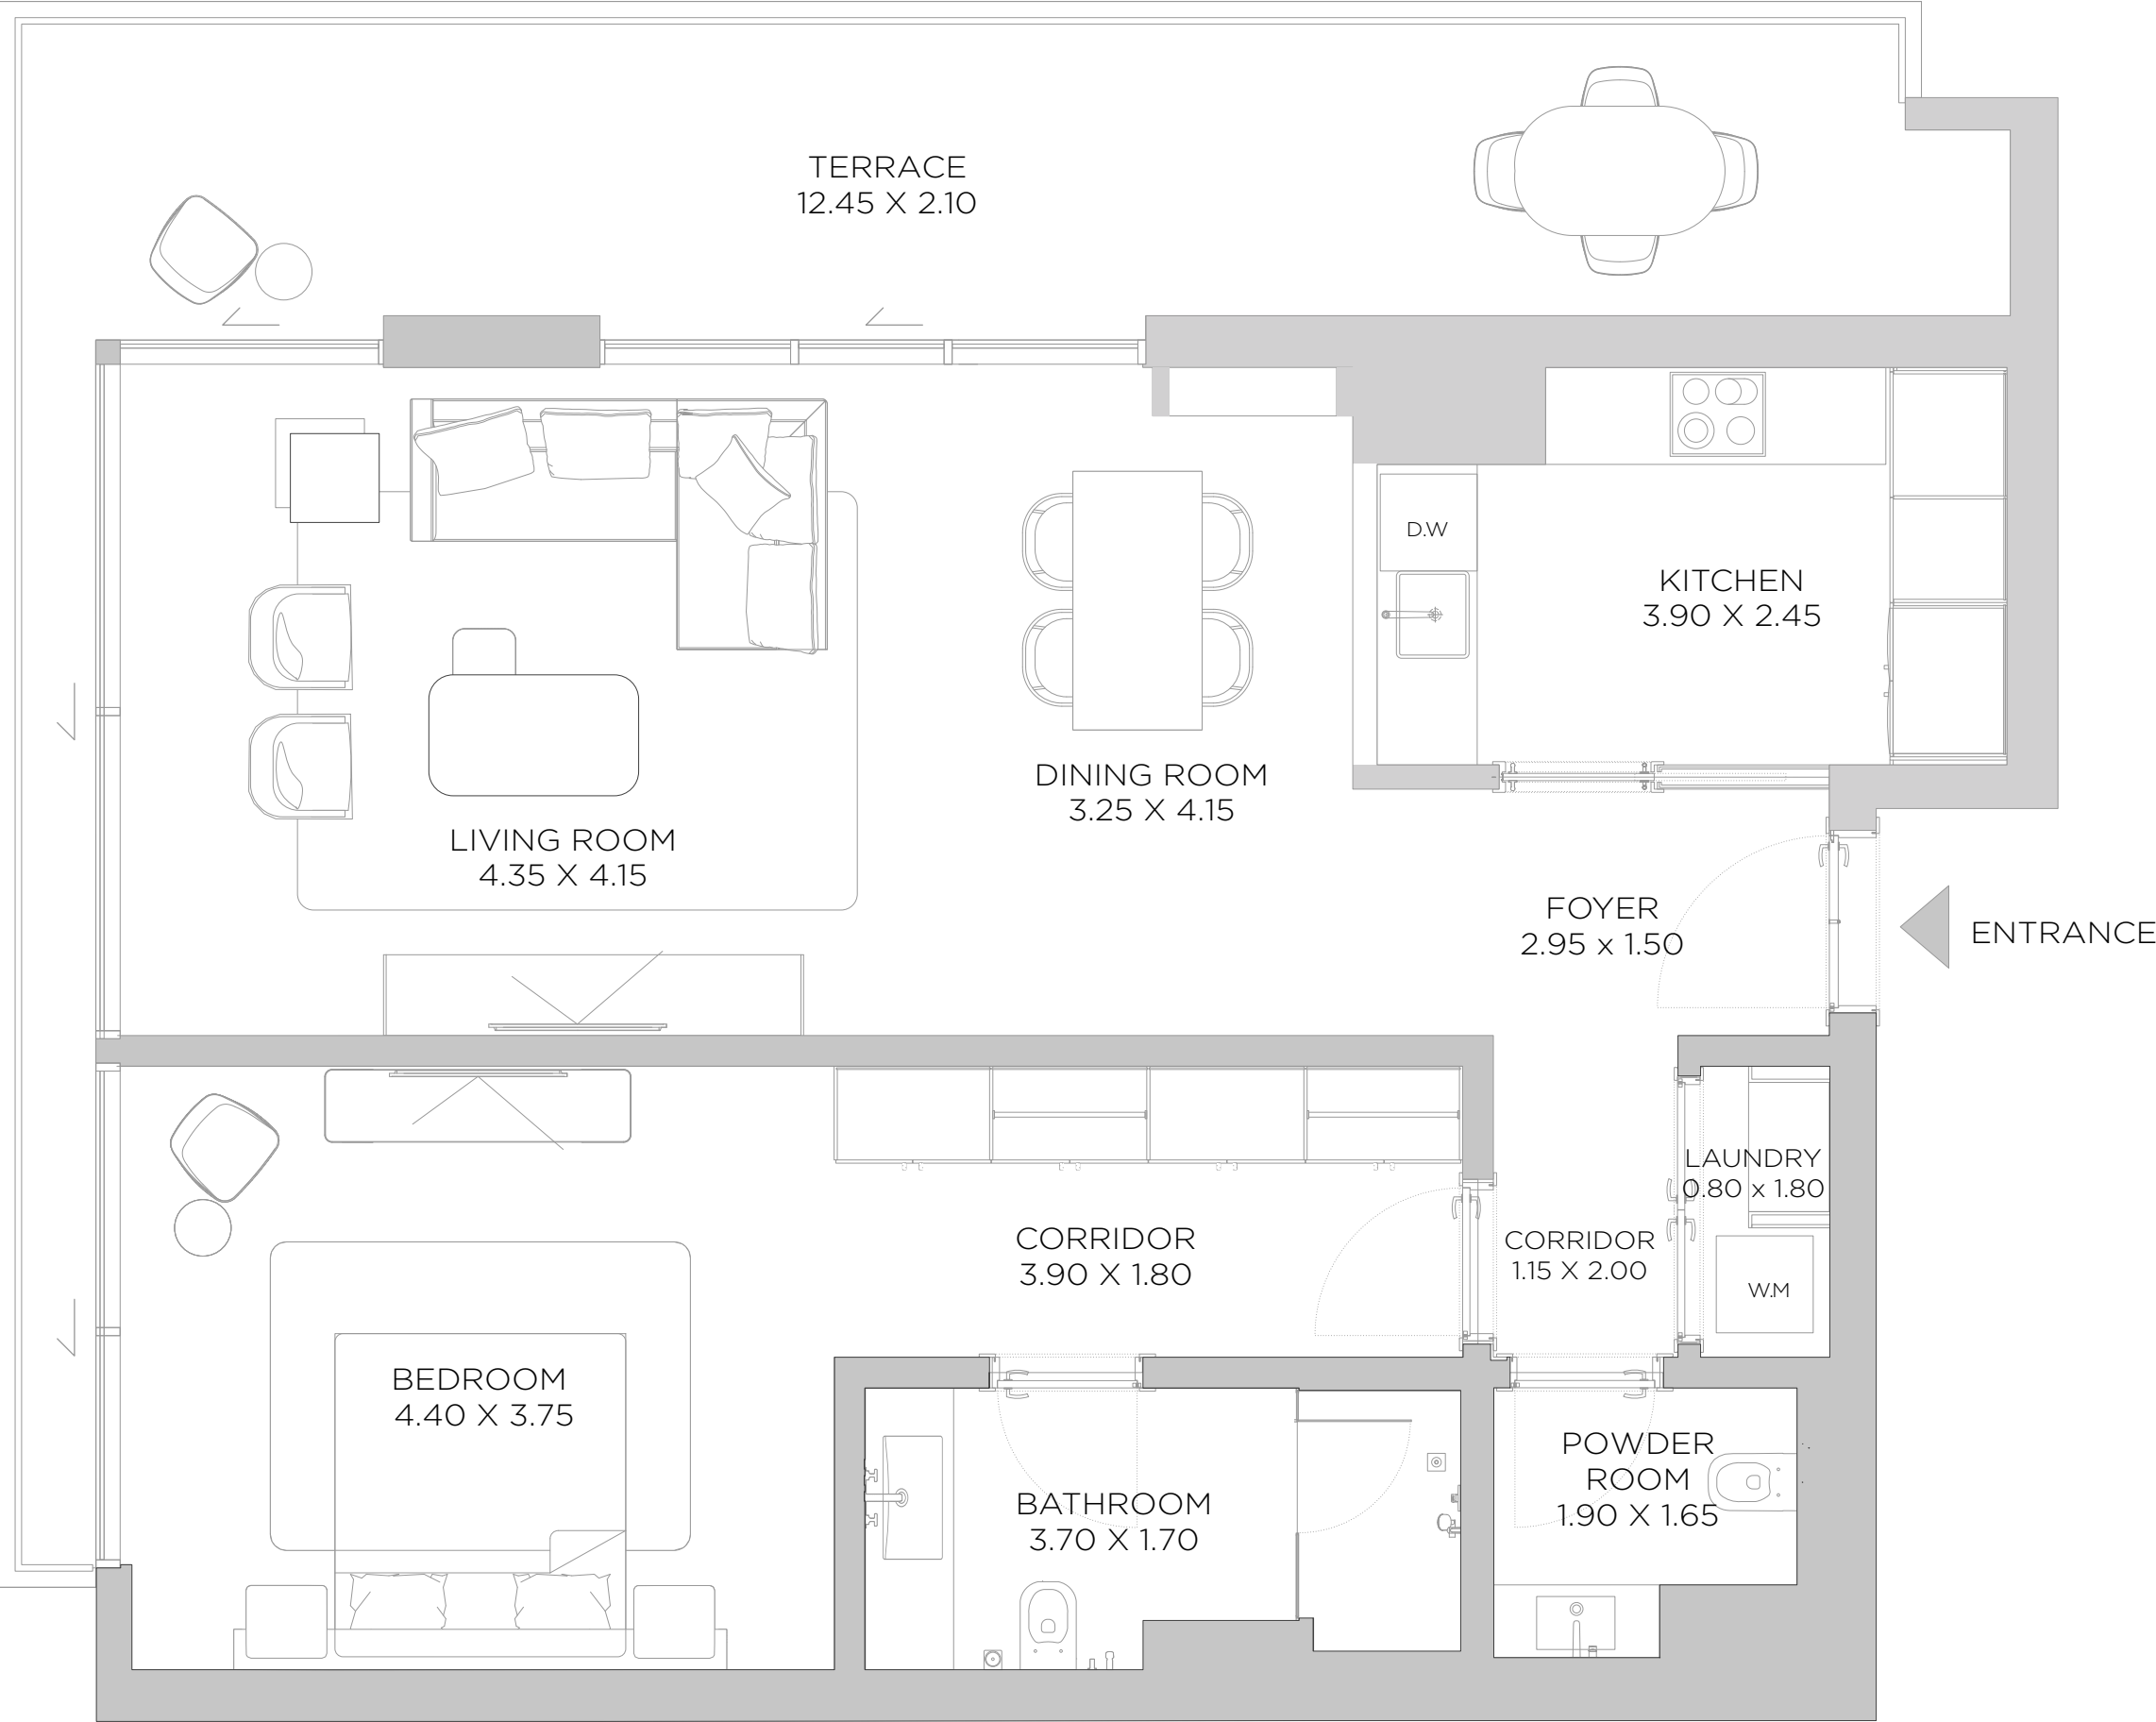 TERRACE
12.45 X 2.10
D.W
KITCHEN
3.90 X 2.45
DINING ROOM
3.25 X 4.15
LIVING ROOM
4.35 X 4.15
FOYER
2.95 x 1.50
ENTRANCE
LAUNDRY
0.80 x 1.80
CORRIDOR
3.90 X 1.80
CORRIDOR
1.15 X 2.00
W.M
BEDROOM
4.40 X 3.75
POWDER
ROOM
1.90 X 1.65
BATHROOM
3.70 X 1.70